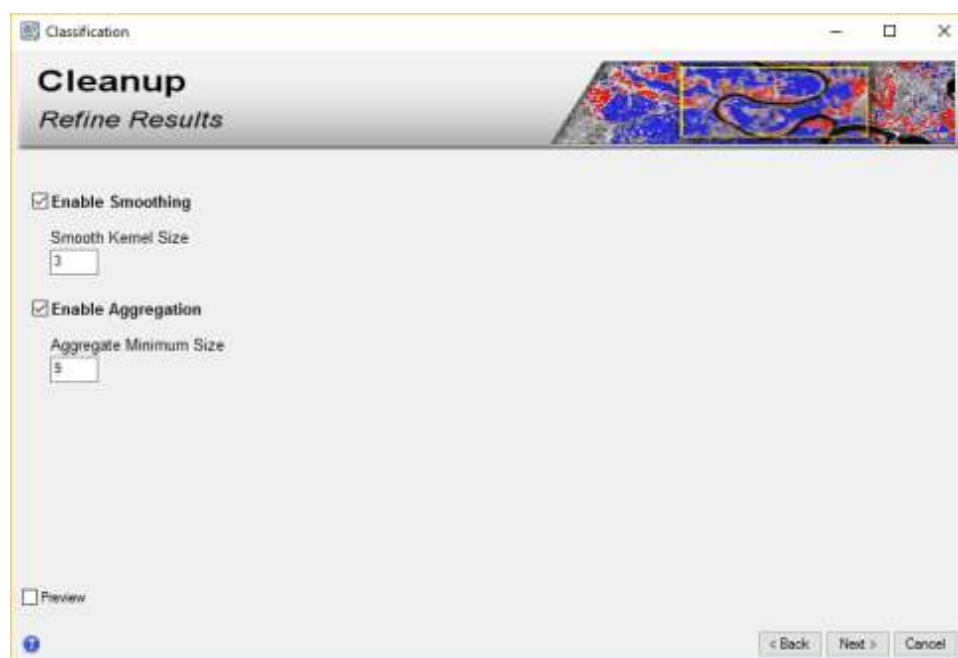 Classification
Cleanup
Refine Results
Enable Smoothing
Smooth Kernel Size
3
Enable Aggregation
Aggregate Minimum Size
9
Preview
< Back Next > Cancel